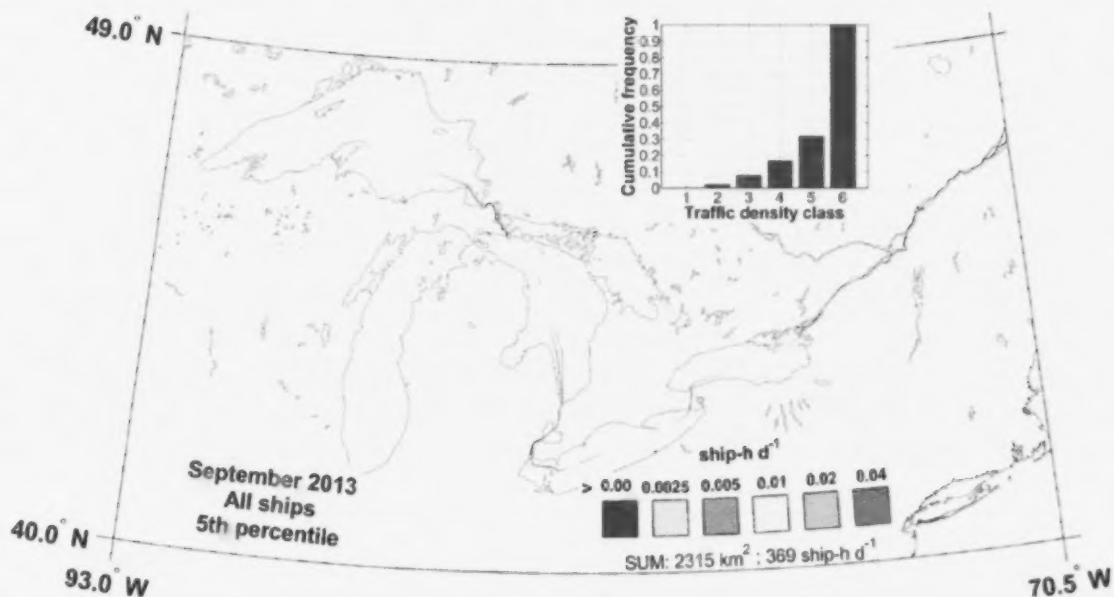 49.0° N
Cumulative frequency
1
0.9
0.8
0.7
0.6
0.5
0.4
0.3
0.2
0.1
0
1 2 3 4 5 6
Traffic density class
September 2013
All ships
5th percentile
ship-h d⁻¹
> 0.00 0.0025 0.005 0.01 0.02 0.04
SUM: 2315 km² ; 369 ship-h d⁻¹
40.0° N
93.0° W
70.5° W